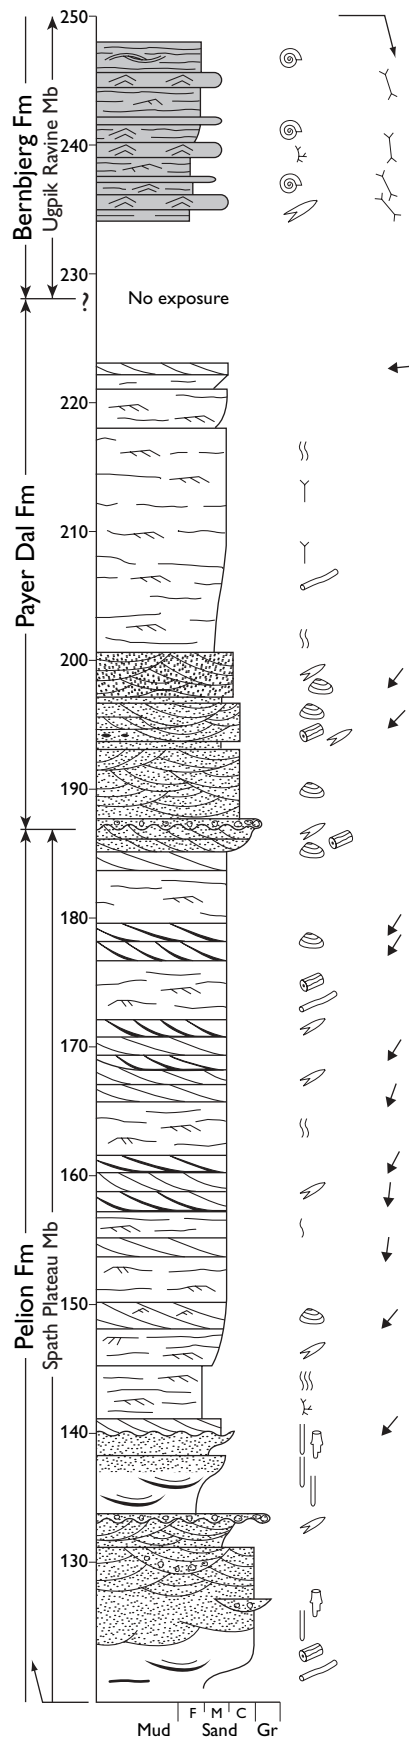 250
240
230
220
210
200
190
180
170
160
150
140
130
Bernbjerg Fm
Ugpik Ravine Mb
?
No exposure
Payer Dal Fm
Pelion Fm
Spath Plateau Mb
F M C
Mud Sand Gr